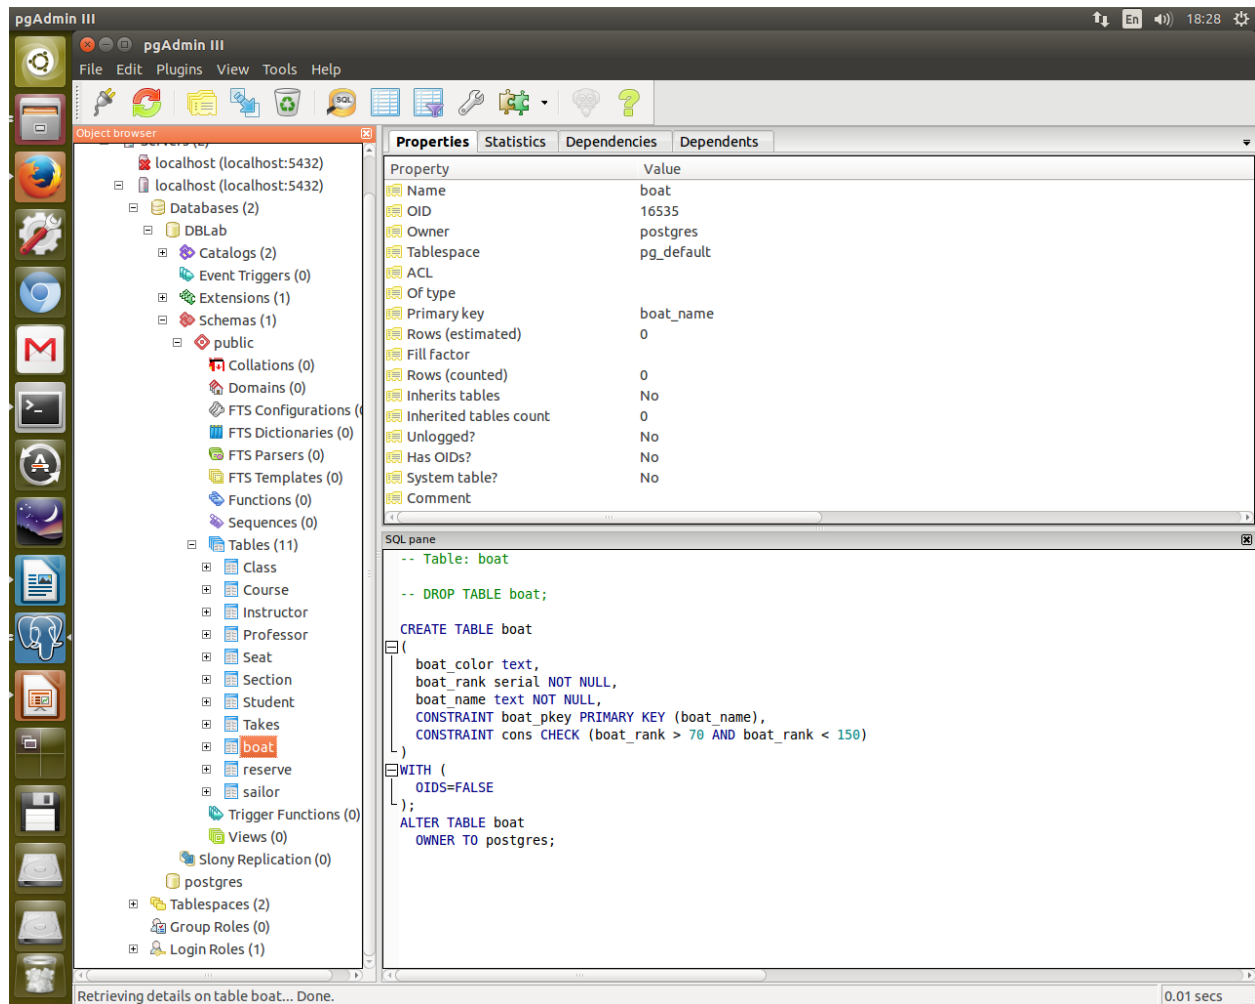 pgAdmin III
En
18:28
pgAdmin III
File Edit Plugins View Tools Help
SQL
Object browser
Servers (2)
localhost (localhost:5432)
localhost (localhost:5432)
Databases (2)
DBLab
Catalogs (2)
Event Triggers (0)
Extensions (1)
Schemas (1)
public
Collations (0)
Domains (0)
FTS Configurations (
FTS Dictionaries (0)
FTS Parsers (0)
FTS Templates (0)
Functions (0)
Sequences (0)
Tables (11)
Class
Course
Instructor
Professor
Seat
Section
Student
Takes
boat
reserve
sailor
Trigger Functions (0)
Views (0)
Slony Replication (0)
postgres
Tablespaces (2)
Group Roles (0)
Login Roles (1)
Properties Statistics Dependencies Dependents
Property Value
Name boat
OID 16535
Owner postgres
Tablespace pg_default
ACL
Of type
Primary key boat_name
Rows (estimated) 0
Fill factor
Rows (counted) 0
Inherits tables No
Inherited tables count 0
Unlogged? No
Has OIDs? No
System table? No
Comment
SQL pane
-- Table: boat
-- DROP TABLE boat;
CREATE TABLE boat
(
boat_color text,
boat_rank serial NOT NULL,
boat_name text NOT NULL,
CONSTRAINT boat_pkey PRIMARY KEY (boat_name),
CONSTRAINT cons CHECK (boat_rank > 70 AND boat_rank < 150)
)
WITH (
OIDS=FALSE
);
ALTER TABLE boat
OWNER TO postgres;
Retrieving details on table boat... Done.
0.01 secs